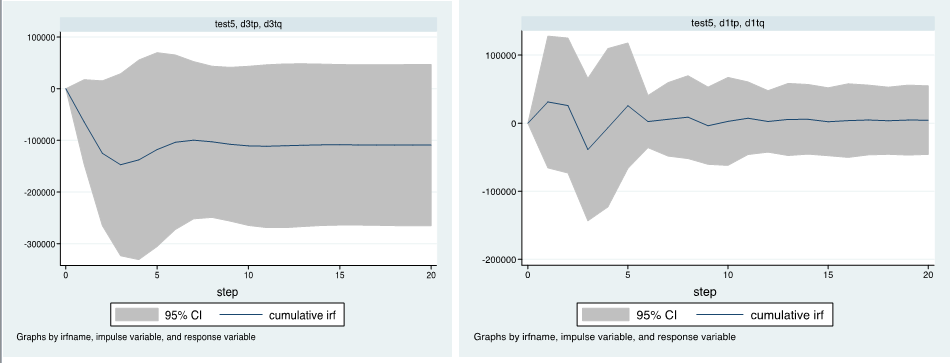 test5, d3tp, d3tq
100000
0
-100000
-200000
-300000
0 5 10 15 20
step
95% CI cumulative irf
Graphs by irfname, impulse variable, and response variable
test5, d1tp, d1tq
100000
0
-100000
-200000
0 5 10 15 20
step
95% CI cumulative irf
Graphs by irfname, impulse variable, and response variable